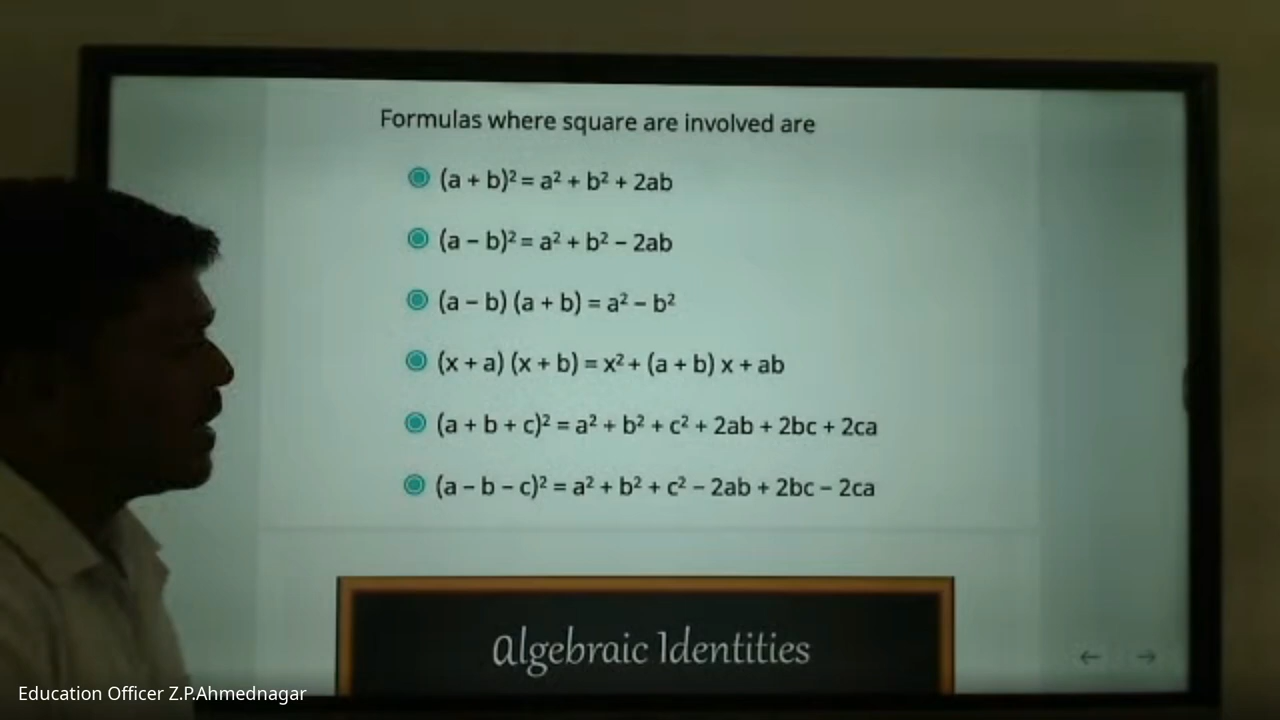 Formulas where square are involved are
(a + b)² = a² + b² + 2ab
(a – b)² = a² + b² – 2ab
(a – b) (a + b) = a² – b²
(x + a) (x + b) = x² + (a + b) x + ab
(a + b + c)² = a² + b² + c² + 2ab + 2bc + 2ca
(a – b – c)² = a² + b² + c² – 2ab + 2bc – 2ca
Algebraic Identities
Education Officer Z.P.Ahmednagar